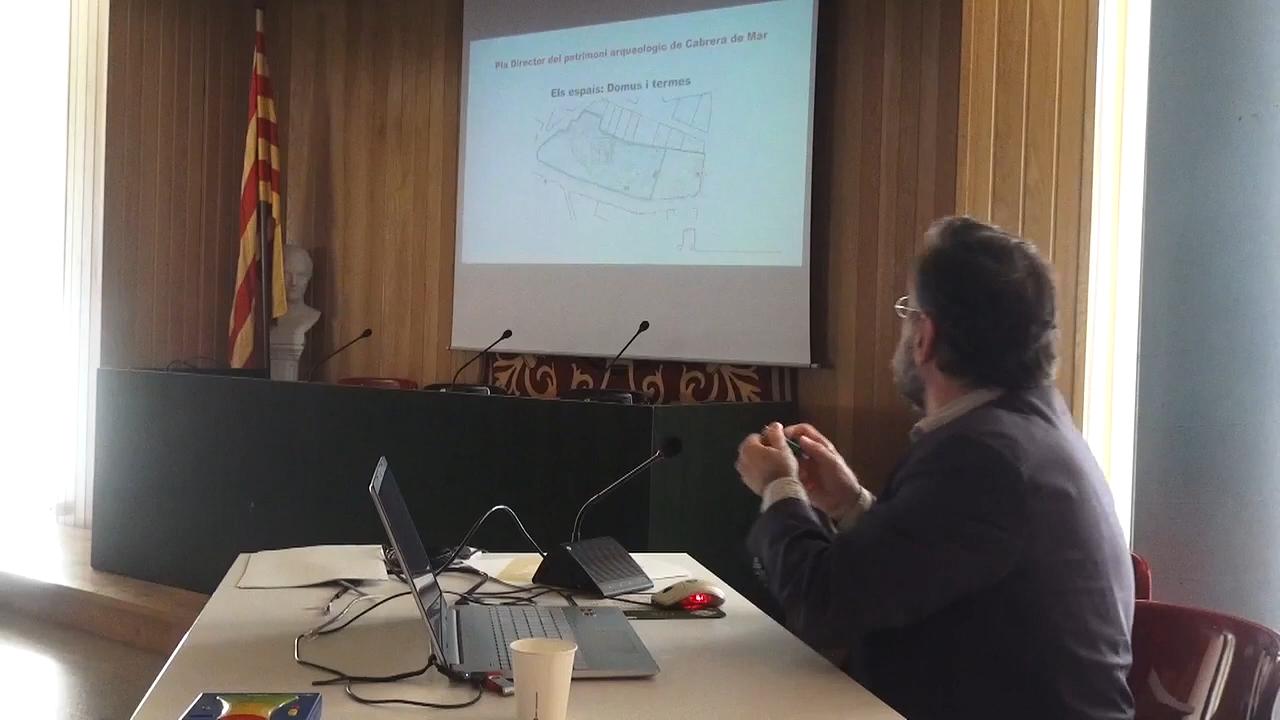 Pla Director del patrimoni arqueologic de Cabrera de Mar
Els espais: Domus i termes